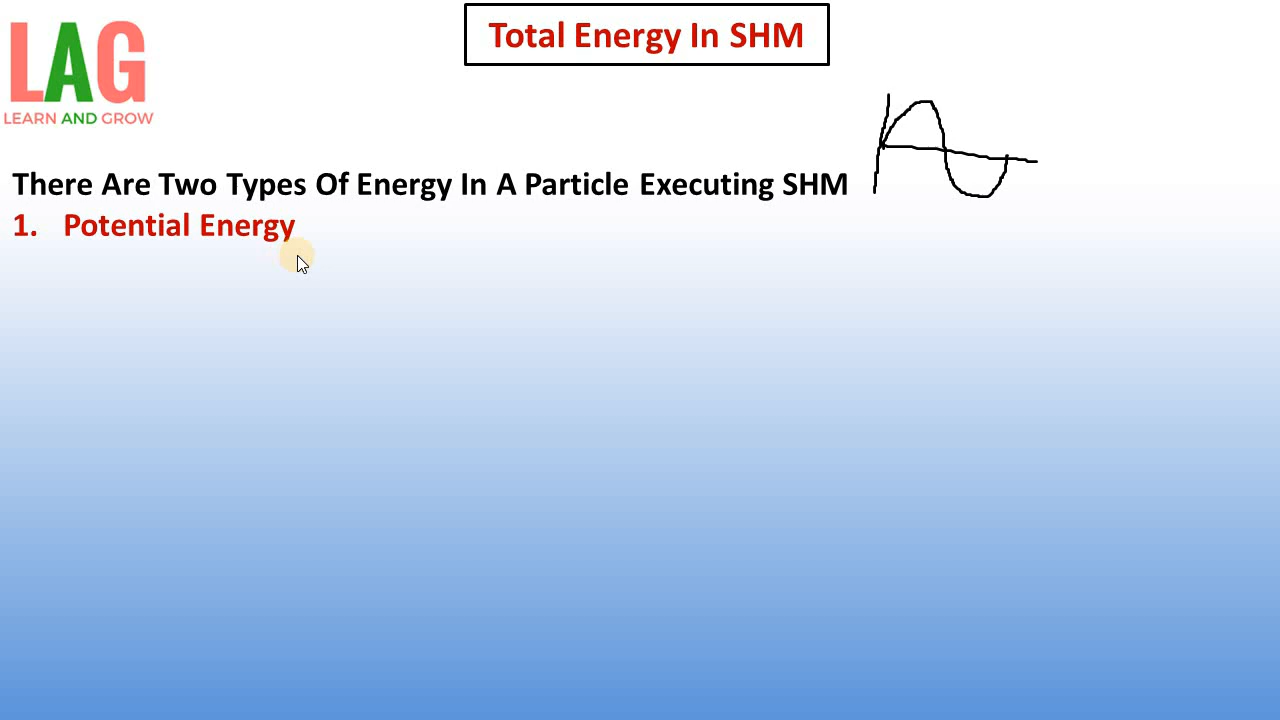 Total Energy In SHM
LAG
LEARN AND GROW
There Are Two Types Of Energy In A Particle Executing SHM
1. Potential Energy